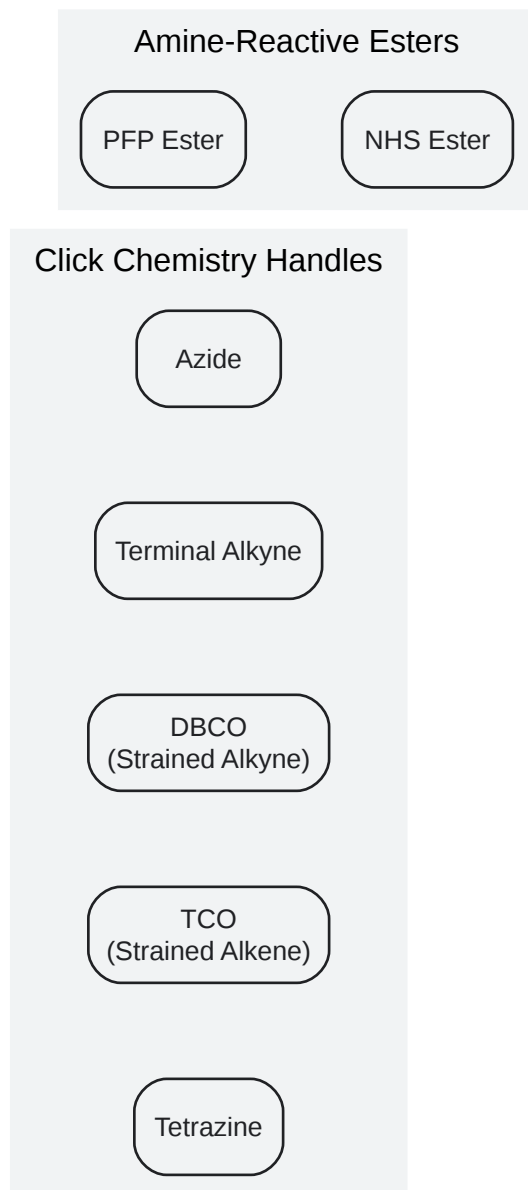 Amine-Reactive Esters
PFP Ester
NHS Ester
Click Chemistry Handles
Azide
Terminal Alkyne
DBCO
(Strained Alkyne)
TCO
(Strained Alkene)
Tetrazine